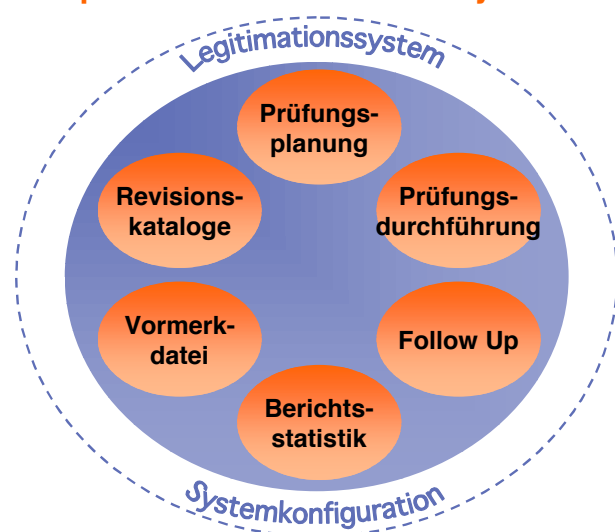 Legitimationssystem
Prüfungs-
planung
Revisions-
kataloge
Prüfungs-
durchführung
Vormerk-
datei
Follow Up
Berichts-
statistik
Systemkonfiguration